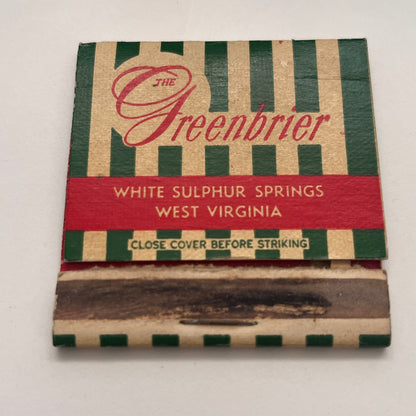 THE
Greenbrier
WHITE SULPHUR SPRINGS
WEST VIRGINIA
CLOSE COVER BEFORE STRIKING